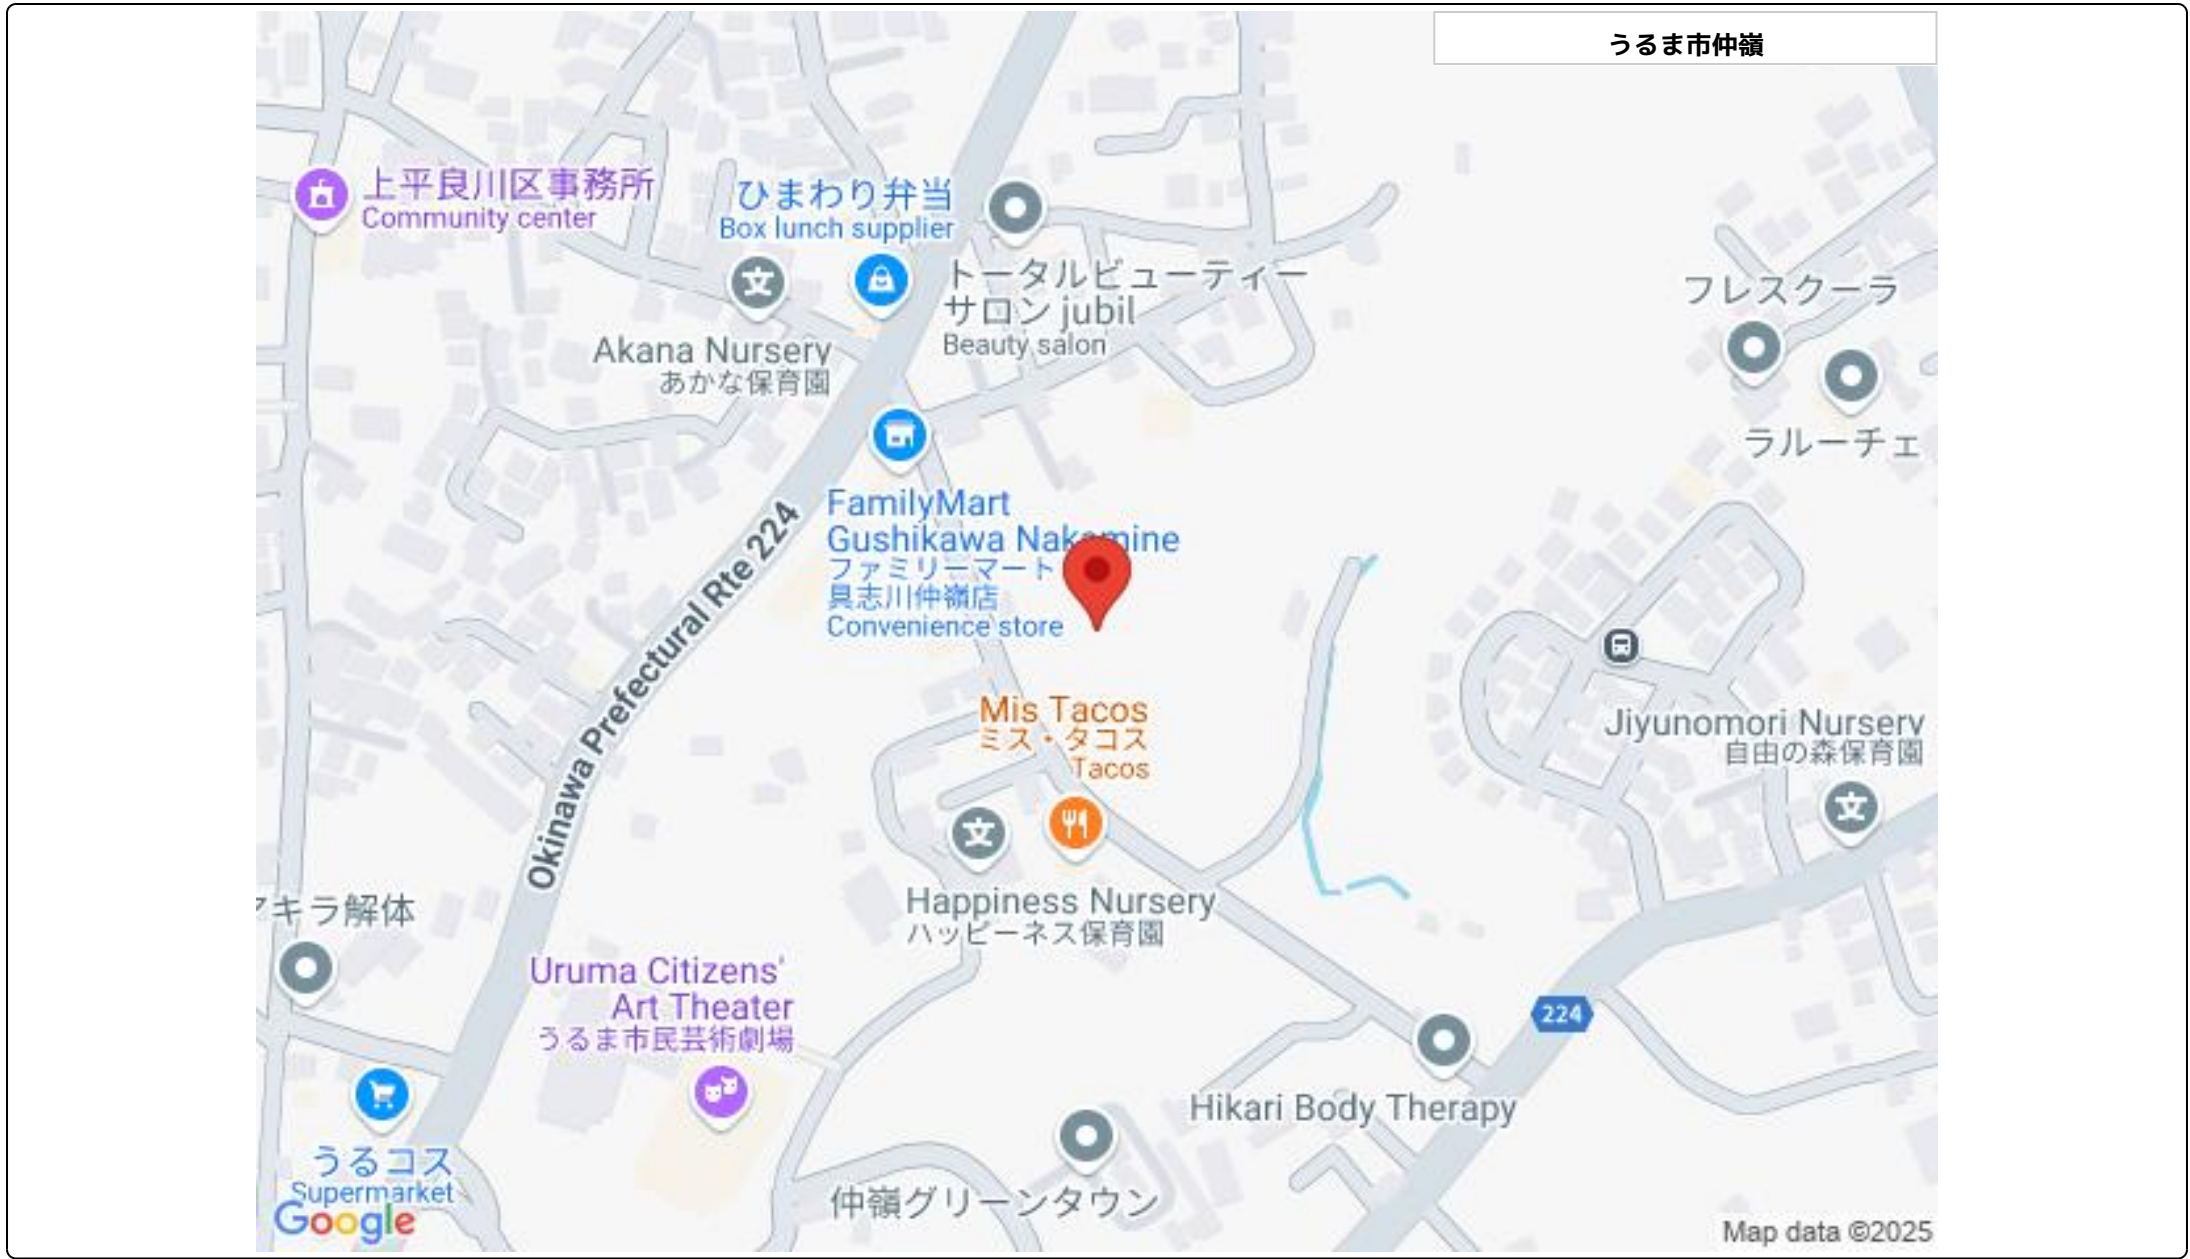 うるま市仲嶺
上平良川区事務所
Community center
ひまわり弁当
Box lunch supplier
トータルビューティー
サロン jubil
Beauty salon
Akana Nursery
あかな保育園
フレスクーラ
ラルーチェ
FamilyMart
Gushikawa Nakamine
ファミリーマート
具志川仲嶺店
Convenience store
Okinawa Prefectural Rte 224
Mis Tacos
ミス・タコス
Tacos
Jiyunomori Nursery
自由の森保育園
Happiness Nursery
ハッピーネス保育園
アキラ解体
Uruma Citizens'
Art Theater
うるま市民芸術劇場
224
Hikari Body Therapy
うるコス
Supermarket
仲嶺グリーンタウン
Google
Map data ©2025